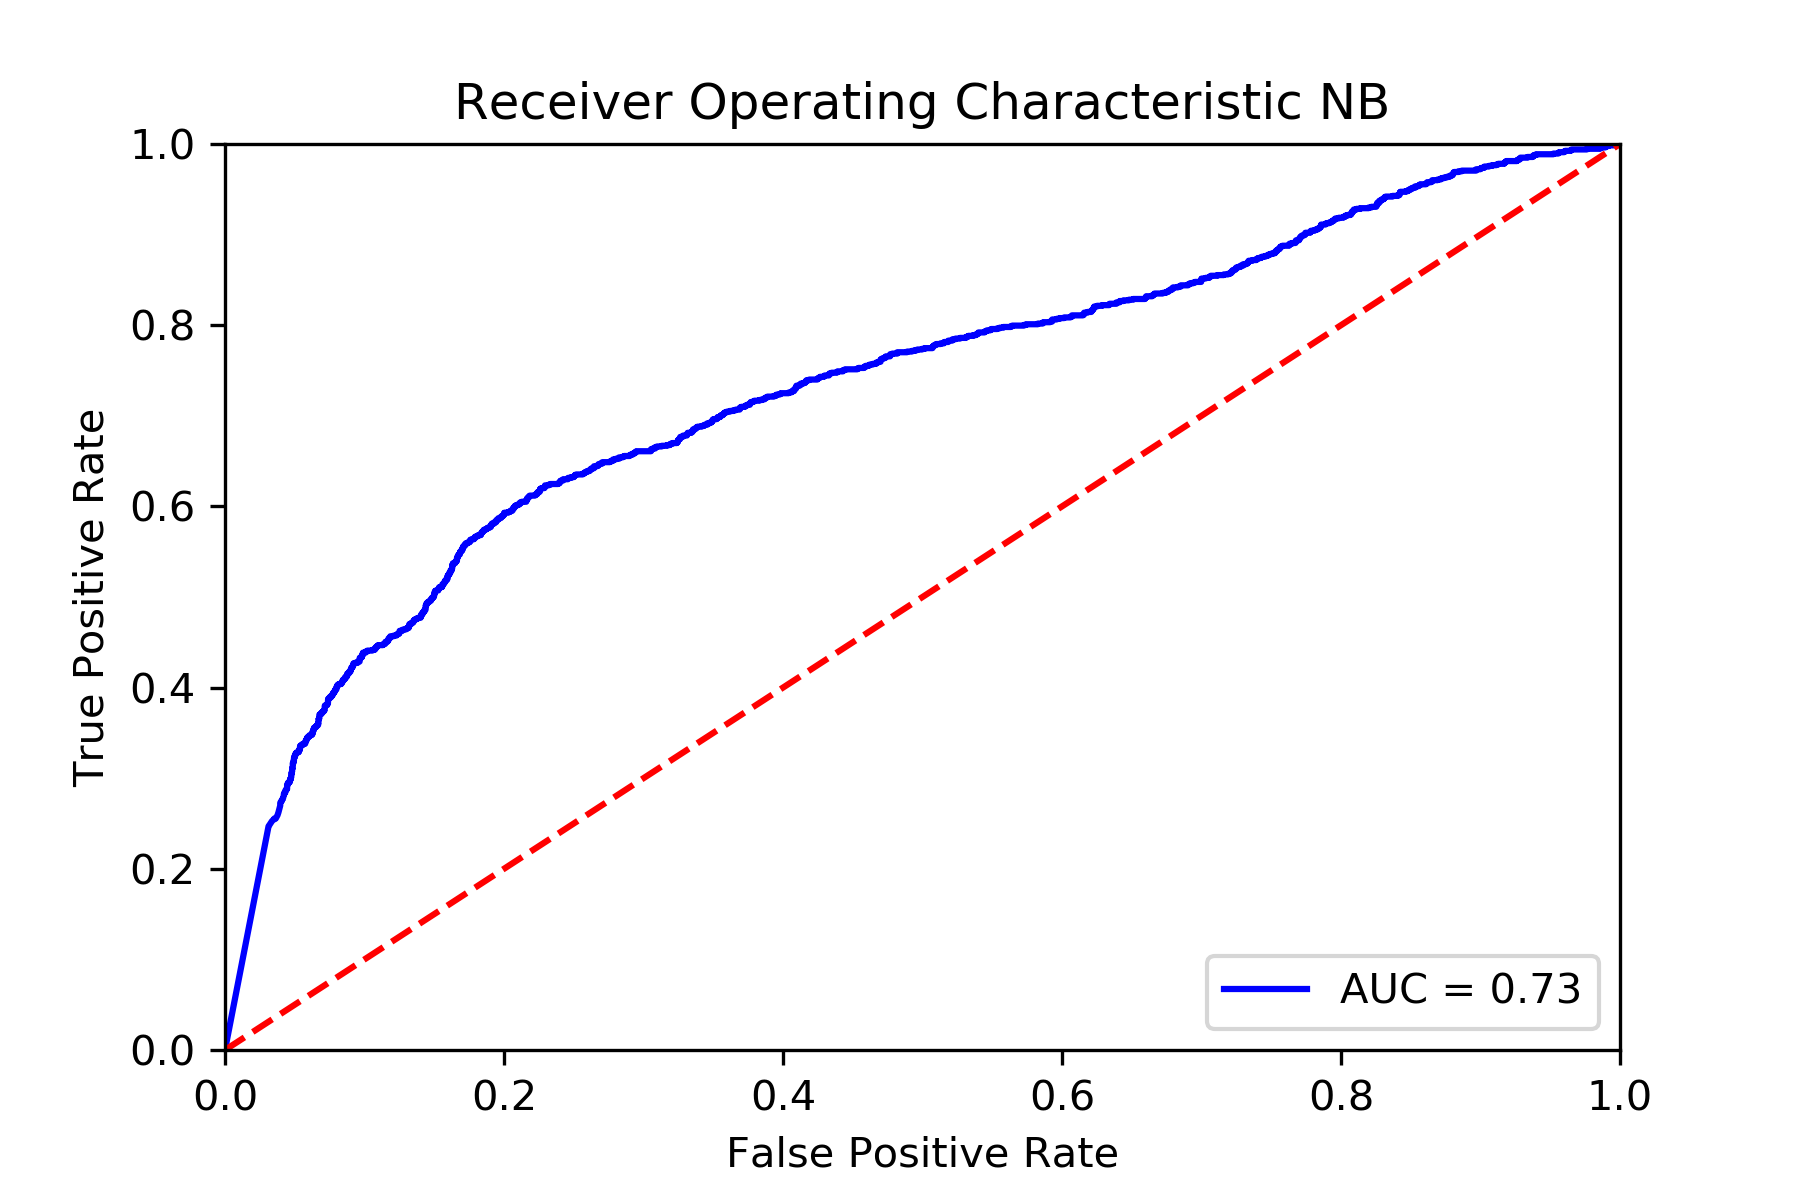 Receiver Operating Characteristic NB
1.0
0.8
0.6
0.4
0.2
0.0
True Positive Rate
AUC = 0.73
0.0 0.2 0.4 0.6 0.8 1.0
False Positive Rate